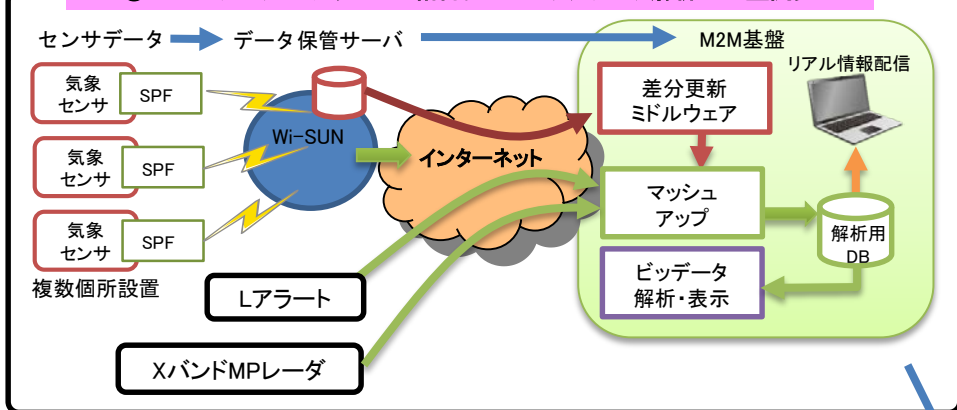 センサデータ
データ保管サーバ
M2M基盤
気象
センサ
SPF
気象
センサ
SPF
気象
センサ
SPF
複数個所設置
Wi-SUN
インターネット
Lアラート
XバンドMPレーダ
差分更新
ミドルウェア
リアル情報配信
マッシュ
アップ
解析用
DB
ビッデータ
解析・表示